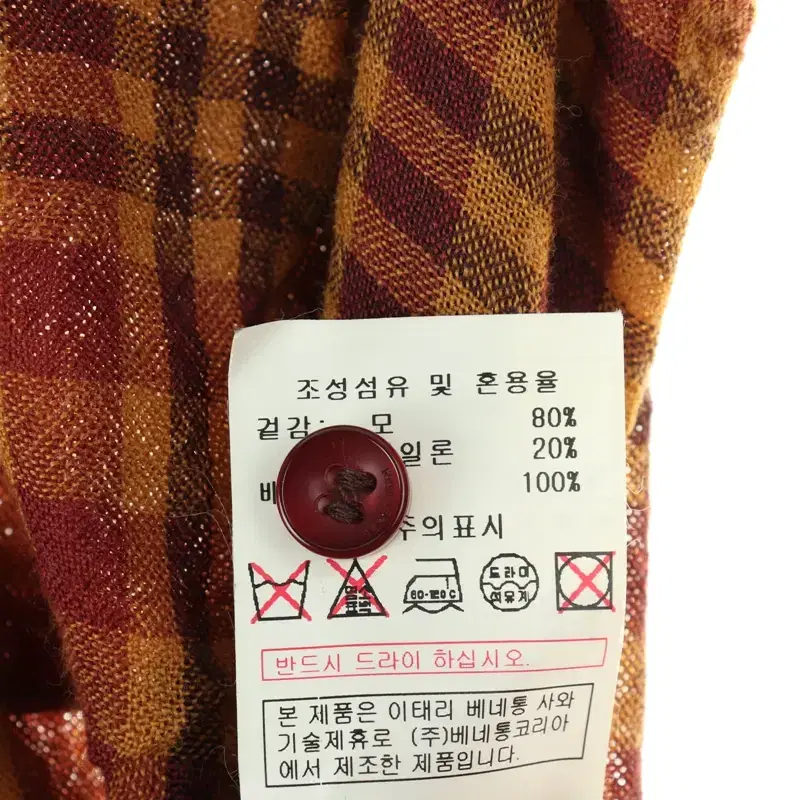 조성섬유 및 혼용율
겉감: 모 80%
일론 20%
100%
주의표시
드라이
석유계
반드시 드라이 하십시오.
본 제품은 이태리 베네통 사와
기술제휴로 (주)베네통코리아
에서 제조한 제품입니다.